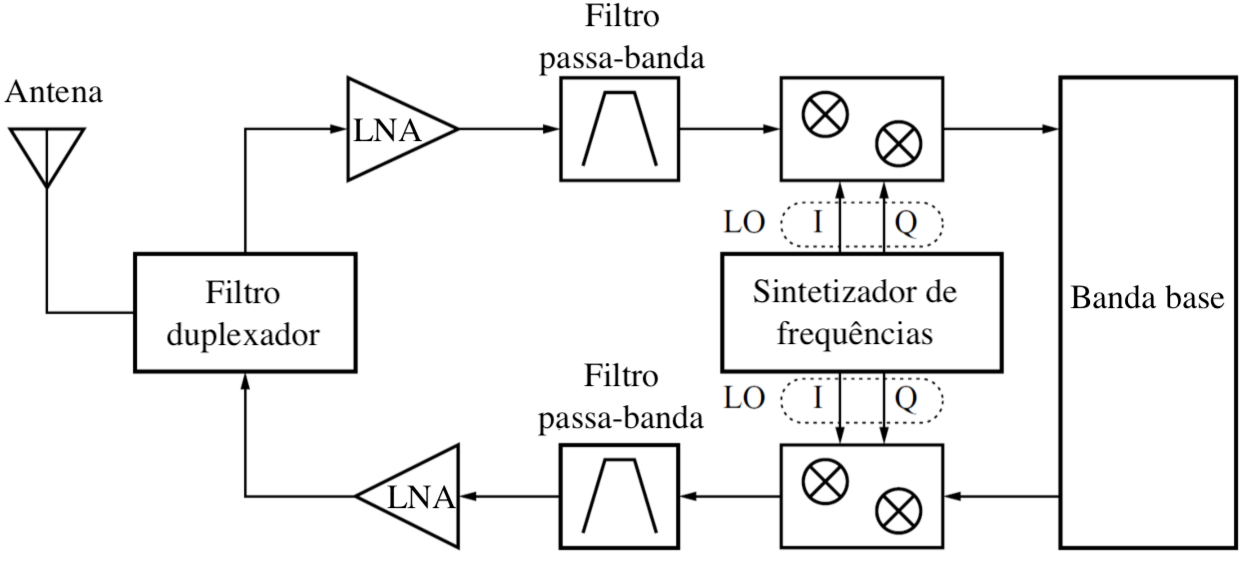 Filtro
passa-banda
Antena
LNA
LO I Q
Filtro
duplexador
Sintetizador de
frequências
Banda base
Filtro
passa-banda
LO I Q
LNA